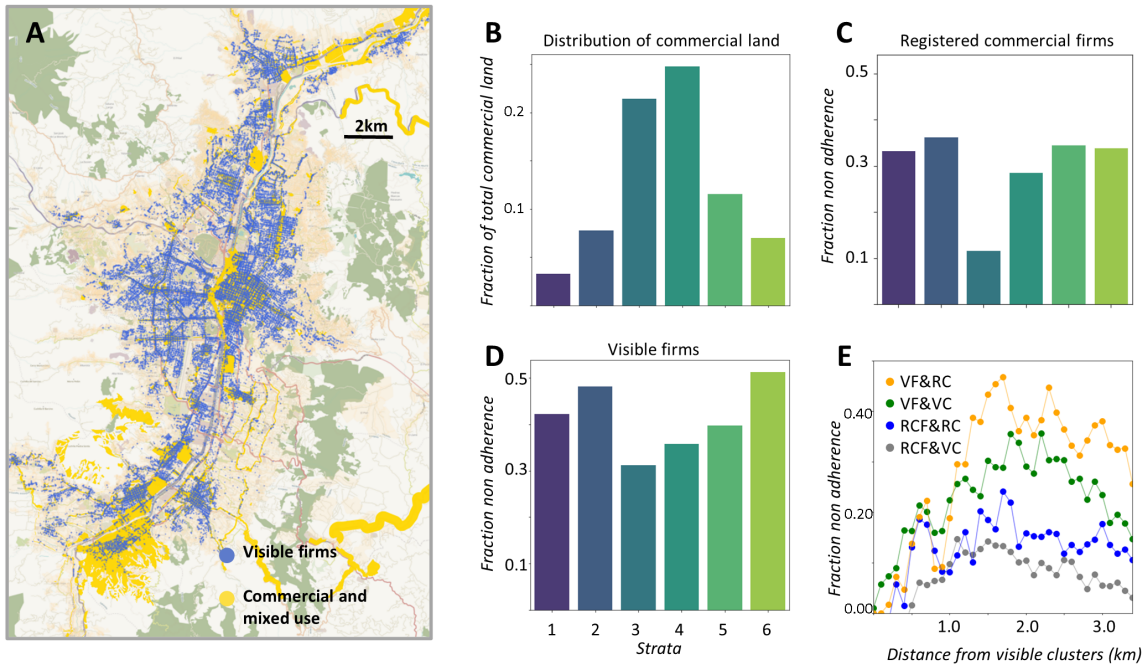 A
2km
Visible firms
Commercial and
mixed use
B
Distribution of commercial land
Fraction of total commercial land
0.2
0.1
C
Registered commercial firms
Fraction non adherence
0.5
0.3
0.1
D
Visible firms
Fraction non adherence
0.5
0.3
0.1
1 2 3 4 5 6
Strata
E
VF&RC
VF&VC
RCF&RC
RCF&VC
Fraction non adherence
0.40
0.20
0.00
1.0 2.0 3.0
Distance from visible clusters (km)